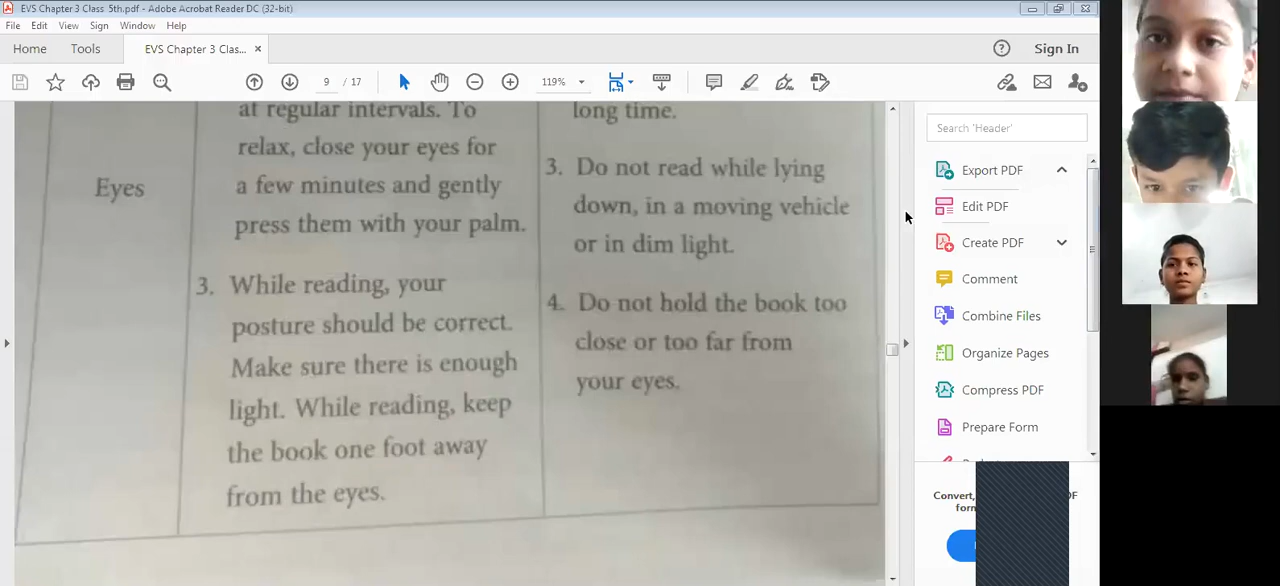 EVS Chapter 3 Class 5th.pdf - Adobe Acrobat Reader DC (32-bit)
File Edit View Sign Window Help
Home Tools EVS Chapter 3 Clas... × Sign In
9 / 17 119%
at regular intervals. To
relax, close your eyes for
a few minutes and gently
press them with your palm.
Eyes
3. While reading, your
posture should be correct.
Make sure there is enough
light. While reading, keep
the book one foot away
from the eyes.
long time.
3. Do not read while lying
down, in a moving vehicle
or in dim light.
4. Do not hold the book too
close or too far from
your eyes.
Search 'Header'
Export PDF
Edit PDF
Create PDF
Comment
Combine Files
Organize Pages
Compress PDF
Prepare Form
Convert,